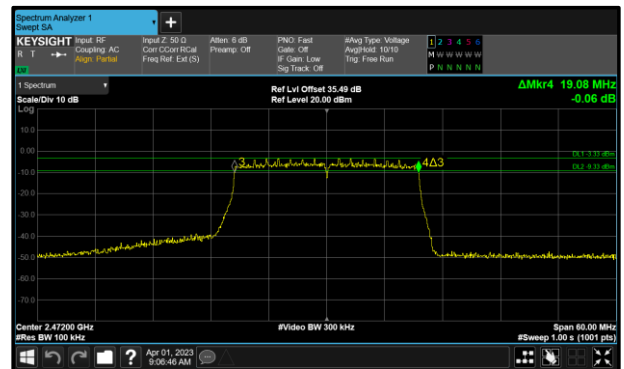 Spectrum Analyzer 1
Swept SA
KEYSIGHT
R T
Input: RF
Coupling: AC
Align: Partial
Input Z: 50 Ω
Corr CCorr RCal
Freq Ref: Ext (S)
Atten: 6 dB
Preamp: Off
PNO: Fast
Gate: Off
IF Gain: Low
Sig Track: Off
#Avg Type: Voltage
Avg|Hold: 10/10
Trig: Free Run
1 2 3 4 5 6
M W W W W W
P N N N N N
1 Spectrum
Scale/Div 10 dB
Ref Lvl Offset 35.49 dB
Ref Level 20.00 dBm
ΔMkr4 19.08 MHz
-0.06 dB
Log
10.0
0.00
-10.0
-20.0
-30.0
-40.0
-50.0
-60.0
-70.0
3
4Δ3
DL1 -3.33 dBm
DL2 -9.33 dBm
Center 2.47200 GHz
#Res BW 100 kHz
#Video BW 300 kHz
Span 60.00 MHz
#Sweep 1.00 s (1001 pts)
?
Apr 01, 2023
9:06:46 AM